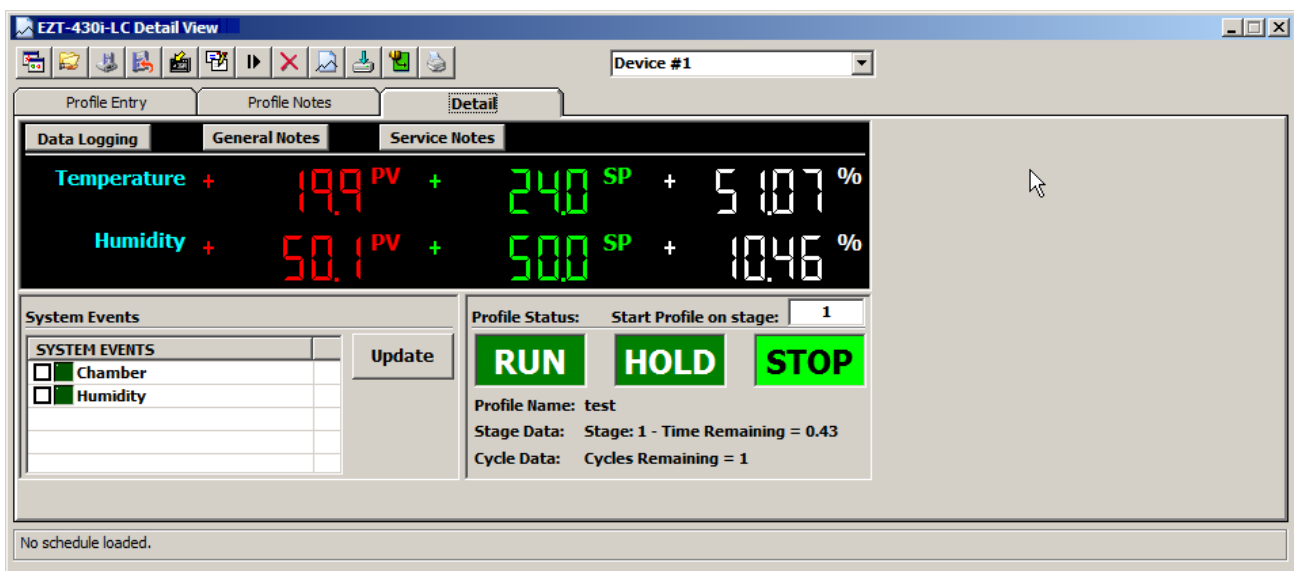 EZT-430i-LC Detail View
Device #1
Profile Entry Profile Notes Detail
Data Logging General Notes Service Notes
Temperature + 19.9 PV + 24.0 SP + 51.07 %
Humidity + 50.1 PV + 50.0 SP + 10.46 %
System Events
SYSTEM EVENTS
Chamber
Humidity
Update
Profile Status: Start Profile on stage: 1
RUN HOLD STOP
Profile Name: test
Stage Data: Stage: 1 - Time Remaining = 0.43
Cycle Data: Cycles Remaining = 1
No schedule loaded.